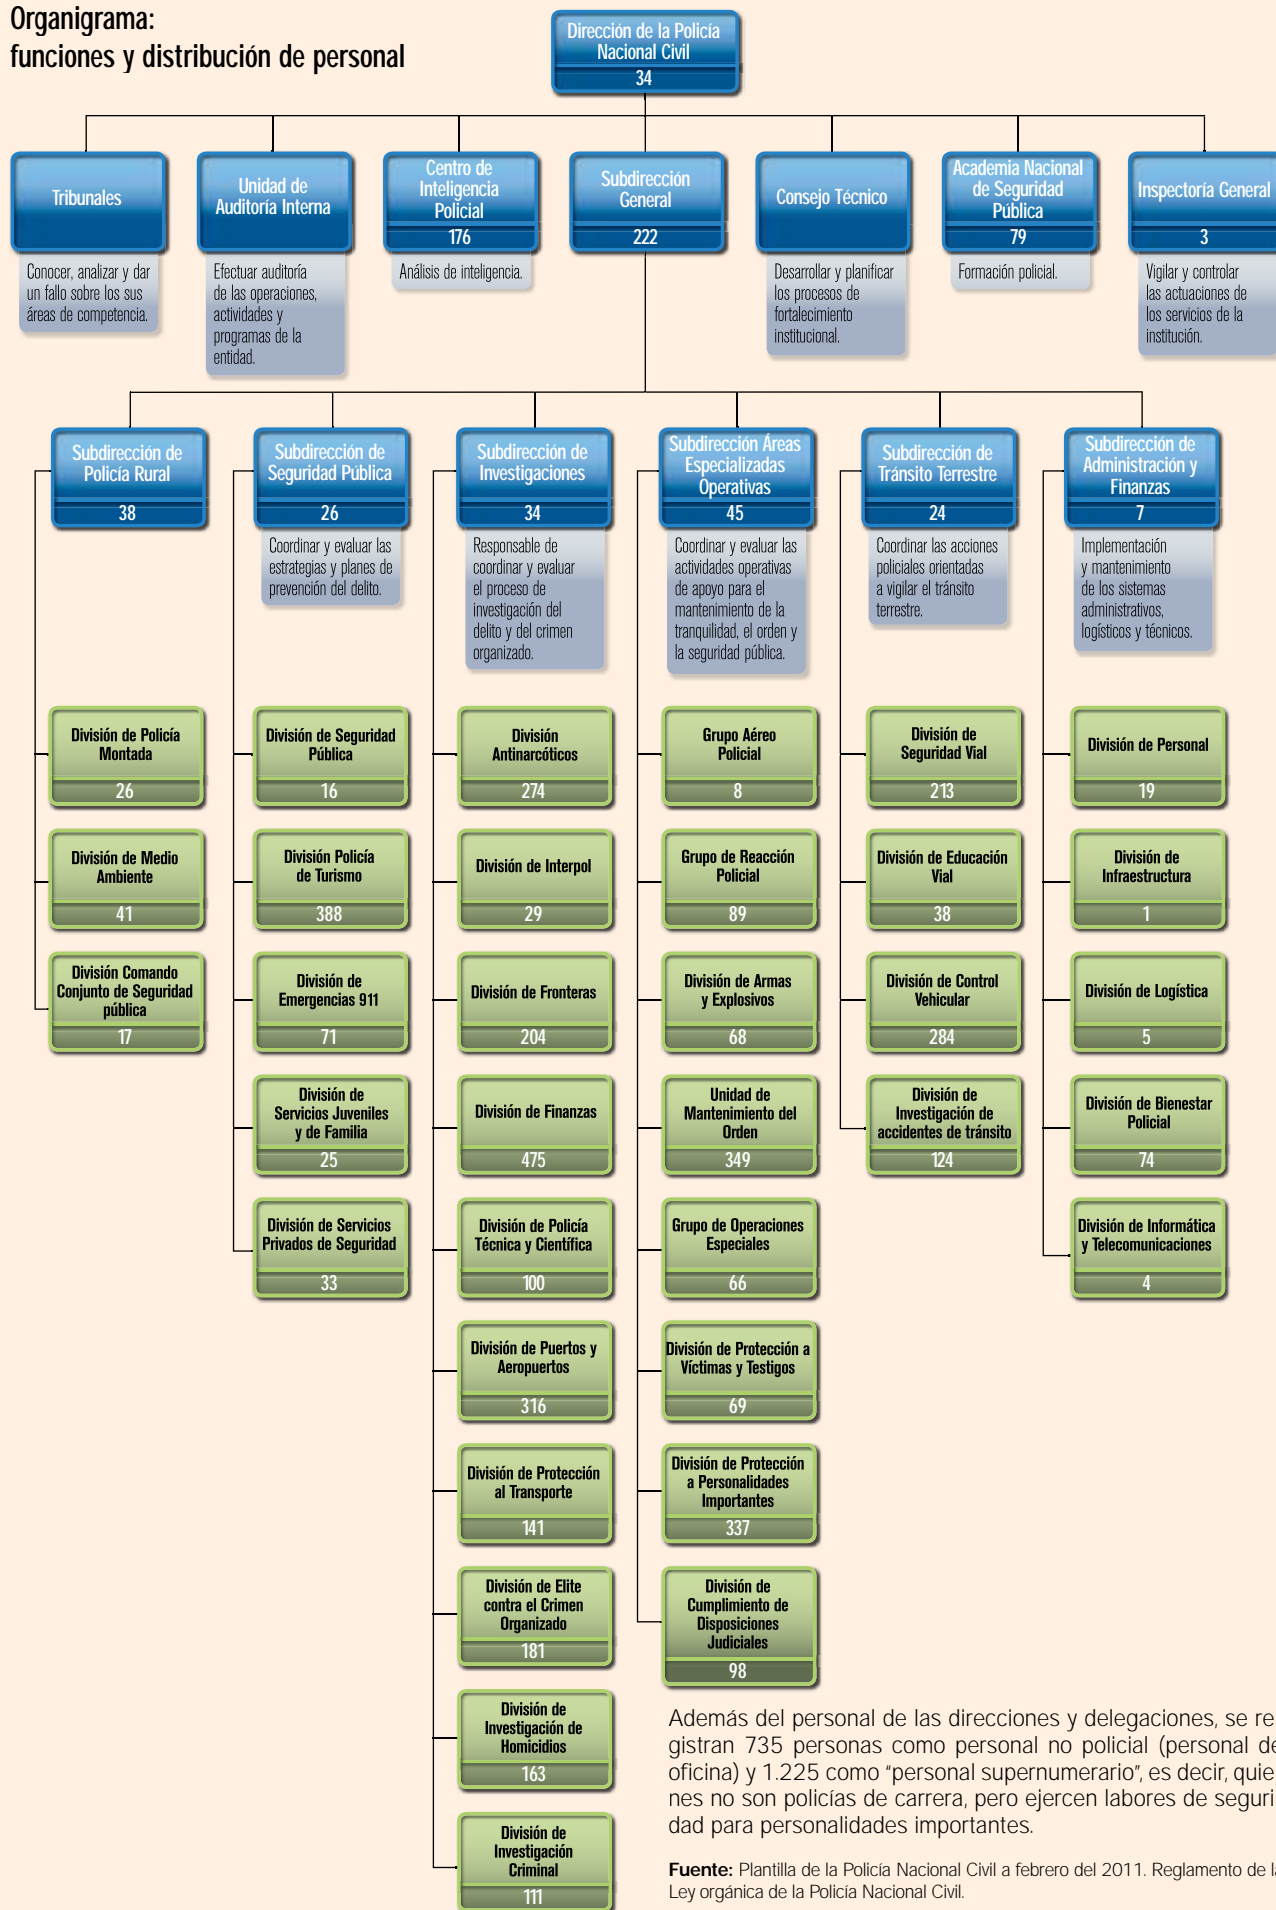 Organigrama:
funciones y distribución de personal
Dirección de la Policía
Nacional Civil
34
Tribunales
Conocer, analizar y dar
un fallo sobre los sus
áreas de competencia.
Unidad de
Auditoría Interna
Efectuar auditoría
de las operaciones,
actividades y
programas de la
entidad.
Centro de
Inteligencia
Policial
176
Análisis de inteligencia.
Subdirección
General
222
Consejo Técnico
Desarrollar y planificar
los procesos de
fortalecimiento
institucional.
Academia Nacional
de Seguridad
Pública
79
Formación policial.
Inspectoría General
3
Vigilar y controlar
las actuaciones de
los servicios de la
institución.
Subdirección de
Policía Rural
38
División de Policía
Montada
26
División de Medio
Ambiente
41
División Comando
Conjunto de Seguridad
pública
17
Subdirección de
Seguridad Pública
26
Coordinar y evaluar las
estrategias y planes de
prevención del delito.
División de Seguridad
Pública
16
División Policía
de Turismo
388
División de
Emergencias 911
71
División de
Servicios Juveniles
y de Familia
25
División de Servicios
Privados de Seguridad
33
Subdirección de
Investigaciones
34
Responsable de
coordinar y evaluar
el proceso de
investigación del
delito y del crimen
organizado.
División
Antinarcóticos
274
División de Interpol
29
División de Fronteras
204
División de Finanzas
475
División de Policía
Técnica y Científica
100
División de Puertos y
Aeropuertos
316
División de Protección
al Transporte
141
División de Elite
contra el Crimen
Organizado
181
División de
Investigación de
Homicidios
163
División de
Investigación
Criminal
111
Subdirección Áreas
Especializadas
Operativas
45
Coordinar y evaluar las
actividades operativas
de apoyo para el
mantenimiento de la
tranquilidad, el orden y
la seguridad pública.
Grupo Aéreo
Policial
8
Grupo de Reacción
Policial
89
División de Armas
y Explosivos
68
Unidad de
Mantenimiento del
Orden
349
Grupo de Operaciones
Especiales
66
División de Protección a
Víctimas y Testigos
69
División de Protección
a Personalidades
Importantes
337
División de
Cumplimiento de
Disposiciones
Judiciales
98
Subdirección de
Tránsito Terrestre
24
Coordinar las acciones
policiales orientadas
a vigilar el tránsito
terrestre.
División de
Seguridad Vial
213
División de Educación
Vial
38
División de Control
Vehicular
284
División de
Investigación de
accidentes de tránsito
124
Subdirección de
Administración y
Finanzas
7
Implementación
y mantenimiento
de los sistemas
administrativos,
logísticos y técnicos.
División de Personal
19
División de
Infraestructura
1
División de Logística
5
División de Bienestar
Policial
74
División de Informática
y Telecomunicaciones
4
Además del personal de las direcciones y delegaciones, se re
gistran 735 personas como personal no policial (personal de
oficina) y 1.225 como "personal supernumerario", es decir, quie
nes no son policías de carrera, pero ejercen labores de seguri
dad para personalidades importantes.
Fuente: Plantilla de la Policía Nacional Civil a febrero del 2011. Reglamento de la
Ley orgánica de la Policía Nacional Civil.